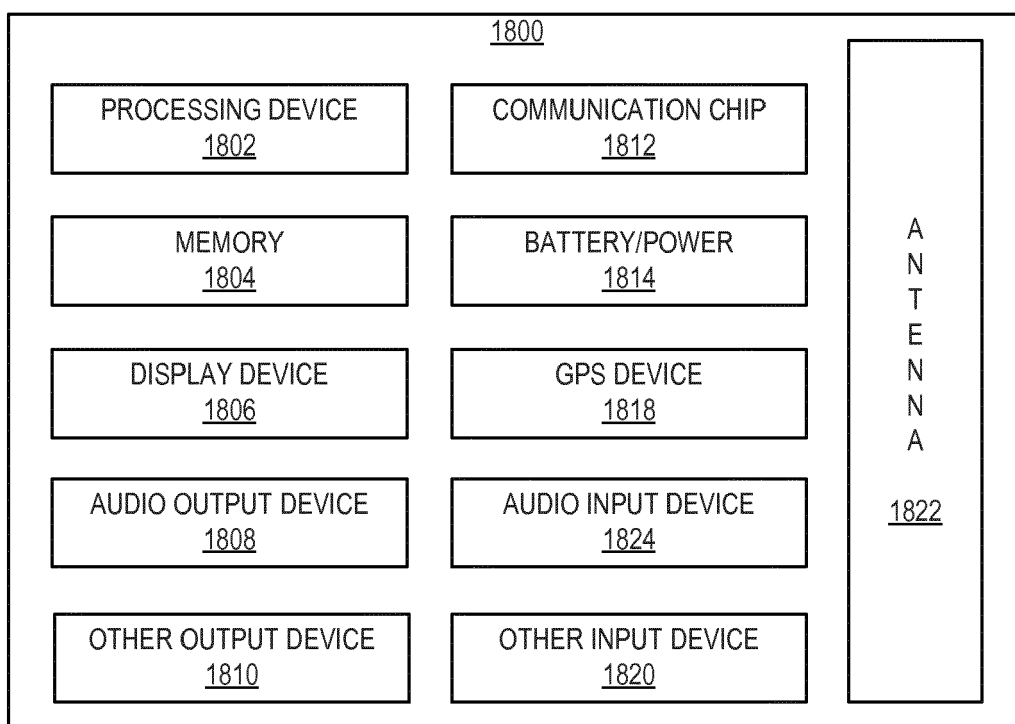 1800
PROCESSING DEVICE
1802
COMMUNICATION CHIP
1812
MEMORY
1804
BATTERY/POWER
1814
DISPLAY DEVICE
1806
GPS DEVICE
1818
AUDIO OUTPUT DEVICE
1808
AUDIO INPUT DEVICE
1824
OTHER OUTPUT DEVICE
1810
OTHER INPUT DEVICE
1820
ANTENNA
1822